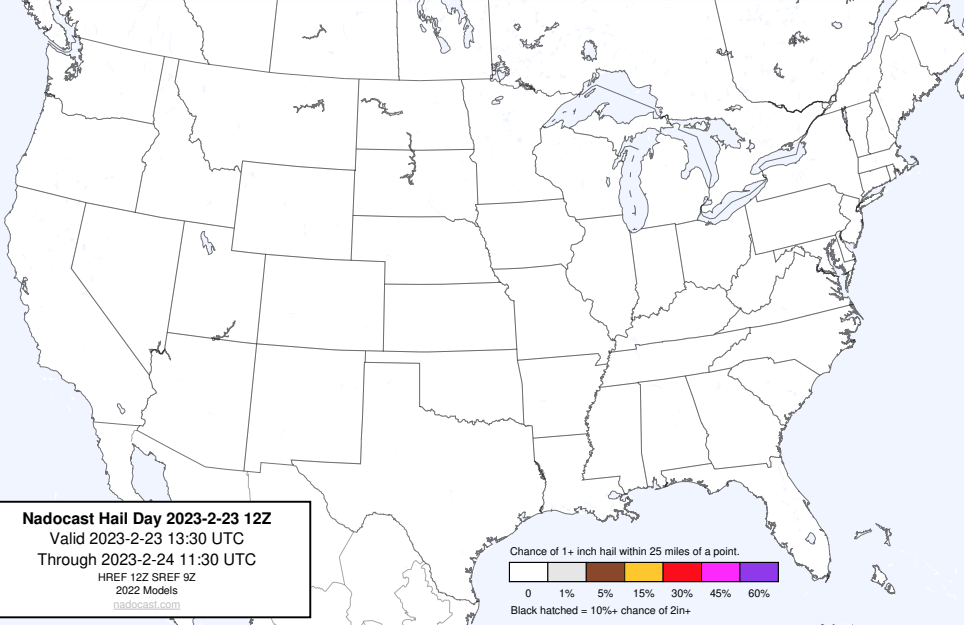 Nadocast Hail Day 2023-2-23 12Z
Valid 2023-2-23 13:30 UTC
Through 2023-2-24 11:30 UTC
HREF 12Z SREF 9Z
2022 Models
nadocast.com
Chance of 1+ inch hail within 25 miles of a point.
0 1% 5% 15% 30% 45% 60%
Black hatched = 10%+ chance of 2in+